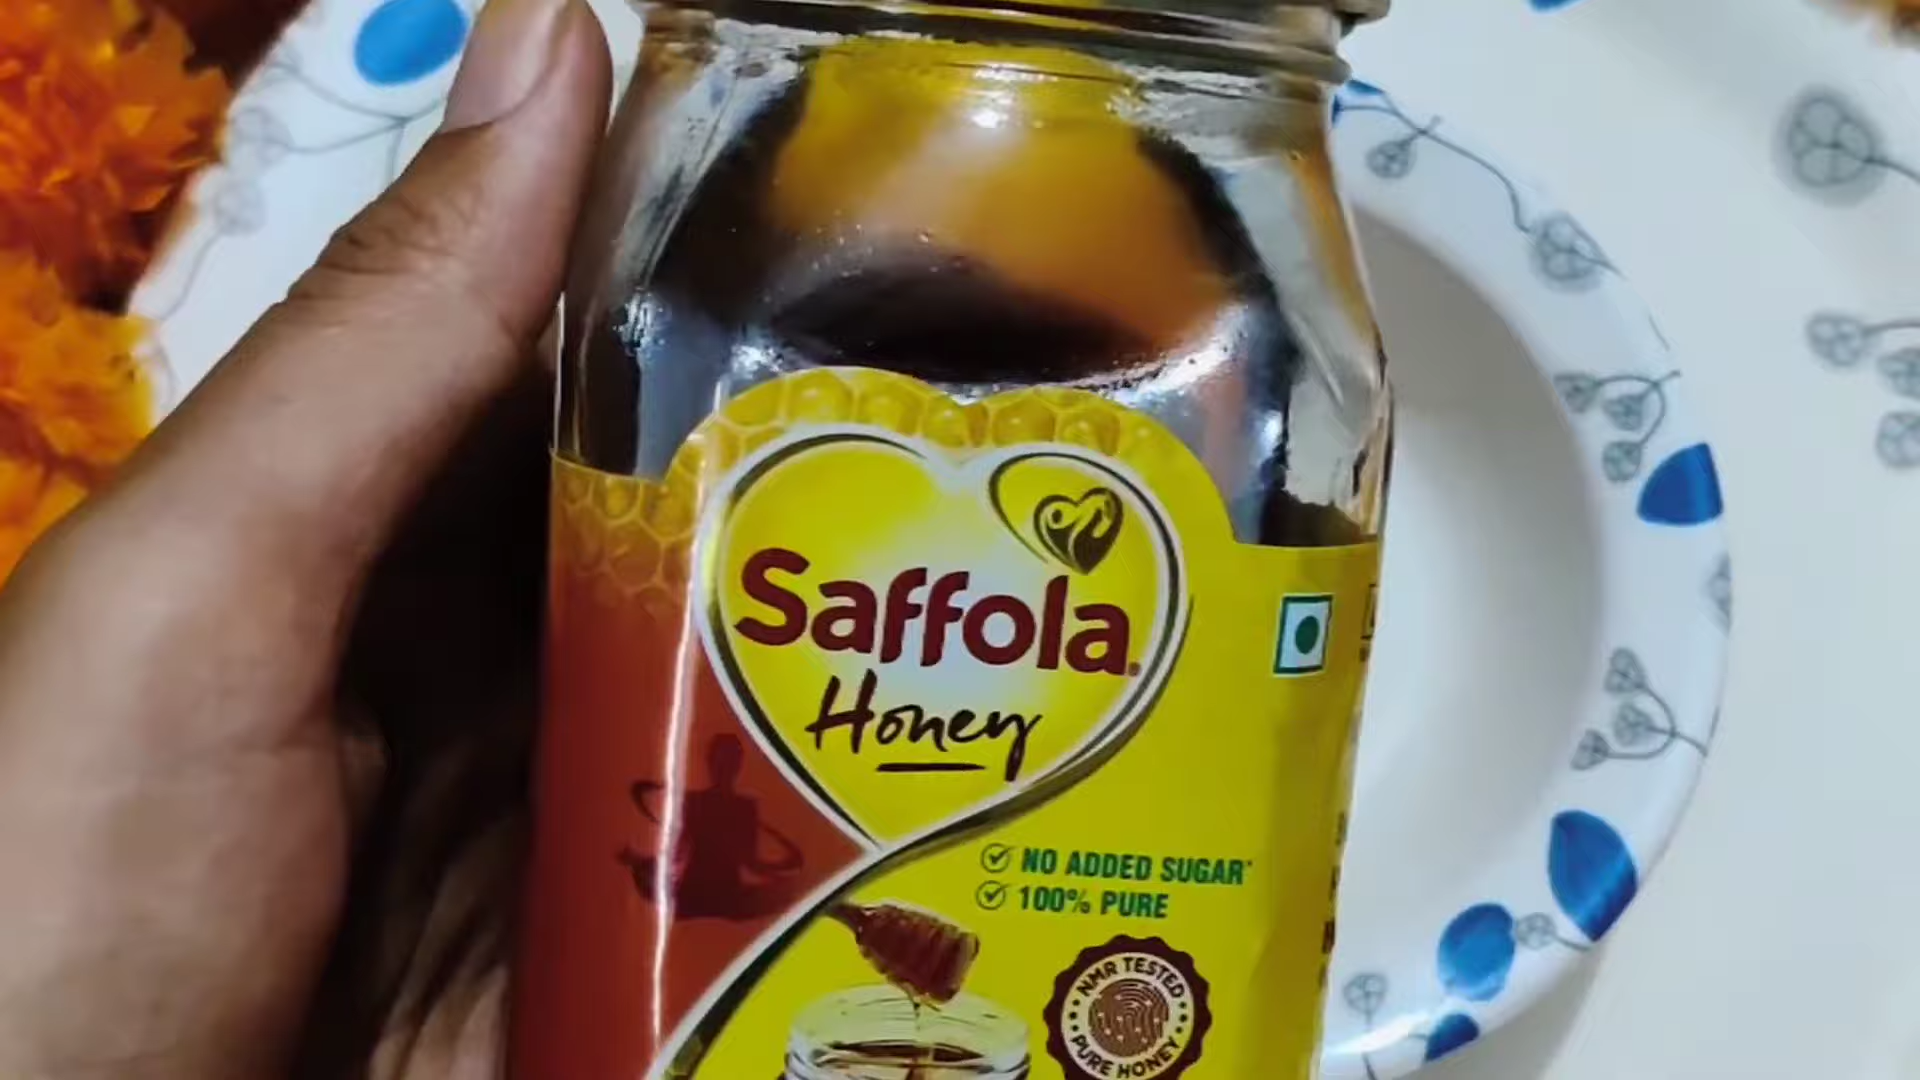 Saffola
Honey
NO ADDED SUGAR*
100% PURE
NMR TESTED
PURE HONEY